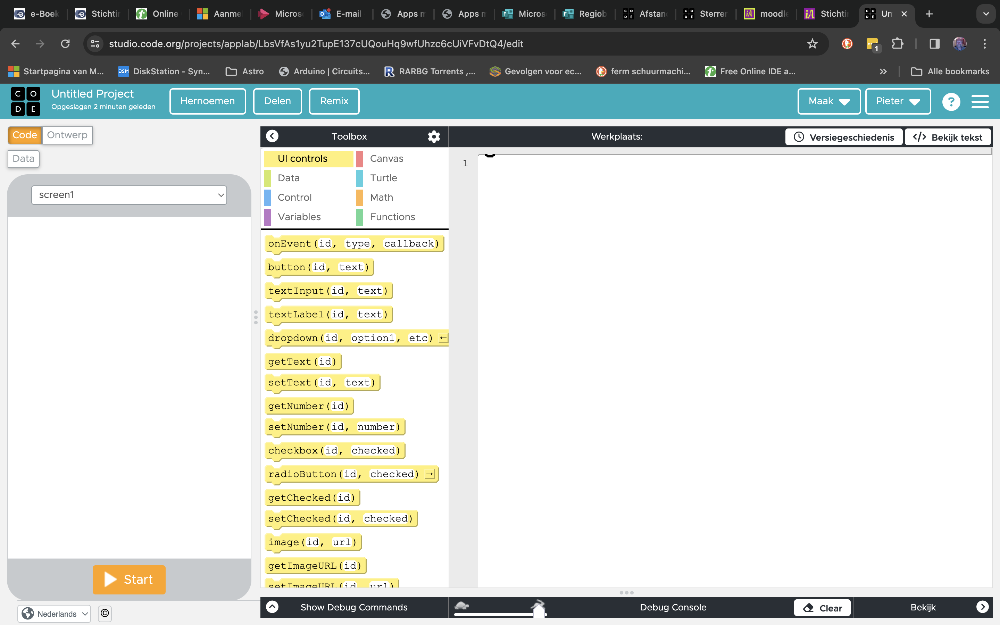 e-Boek Stichtin Online Aanme Micros E-mail Apps m Apps m Micros Regiob Afstan Sterren moodle Stichti Un
studio.code.org/projects/applab/LbsVfAs1yu2TupE137cUQouHq9wfUhzc6cUiVFvDtQ4/edit
1
Startpagina van M... DSM DiskStation - Syn... Astro Arduino | Circuits... RARBG Torrents ,... Gevolgen voor ec... ferm schuurmachi... Free Online IDE a... » Alle bookmarks
C O D E
Untitled Project
Opgeslagen 2 minuten geleden
Hernoemen Delen Remix Maak Pieter ?
Code Ontwerp
Data
screen1
Start
Nederlands ©
Toolbox
UI controls Canvas
Data Turtle
Control Math
Variables Functions
onEvent(id, type, callback)
button(id, text)
textInput(id, text)
textLabel(id, text)
dropdown(id, option1, etc) ←
getText(id)
setText(id, text)
getNumber(id)
setNumber(id, number)
checkbox(id, checked)
radioButton(id, checked) →
getChecked(id)
setChecked(id, checked)
image(id, url)
getImageURL(id)
setImageURL(id, url)
Werkplaats: Versiegeschiedenis </> Bekijk tekst
1
Show Debug Commands Debug Console Clear Bekijk